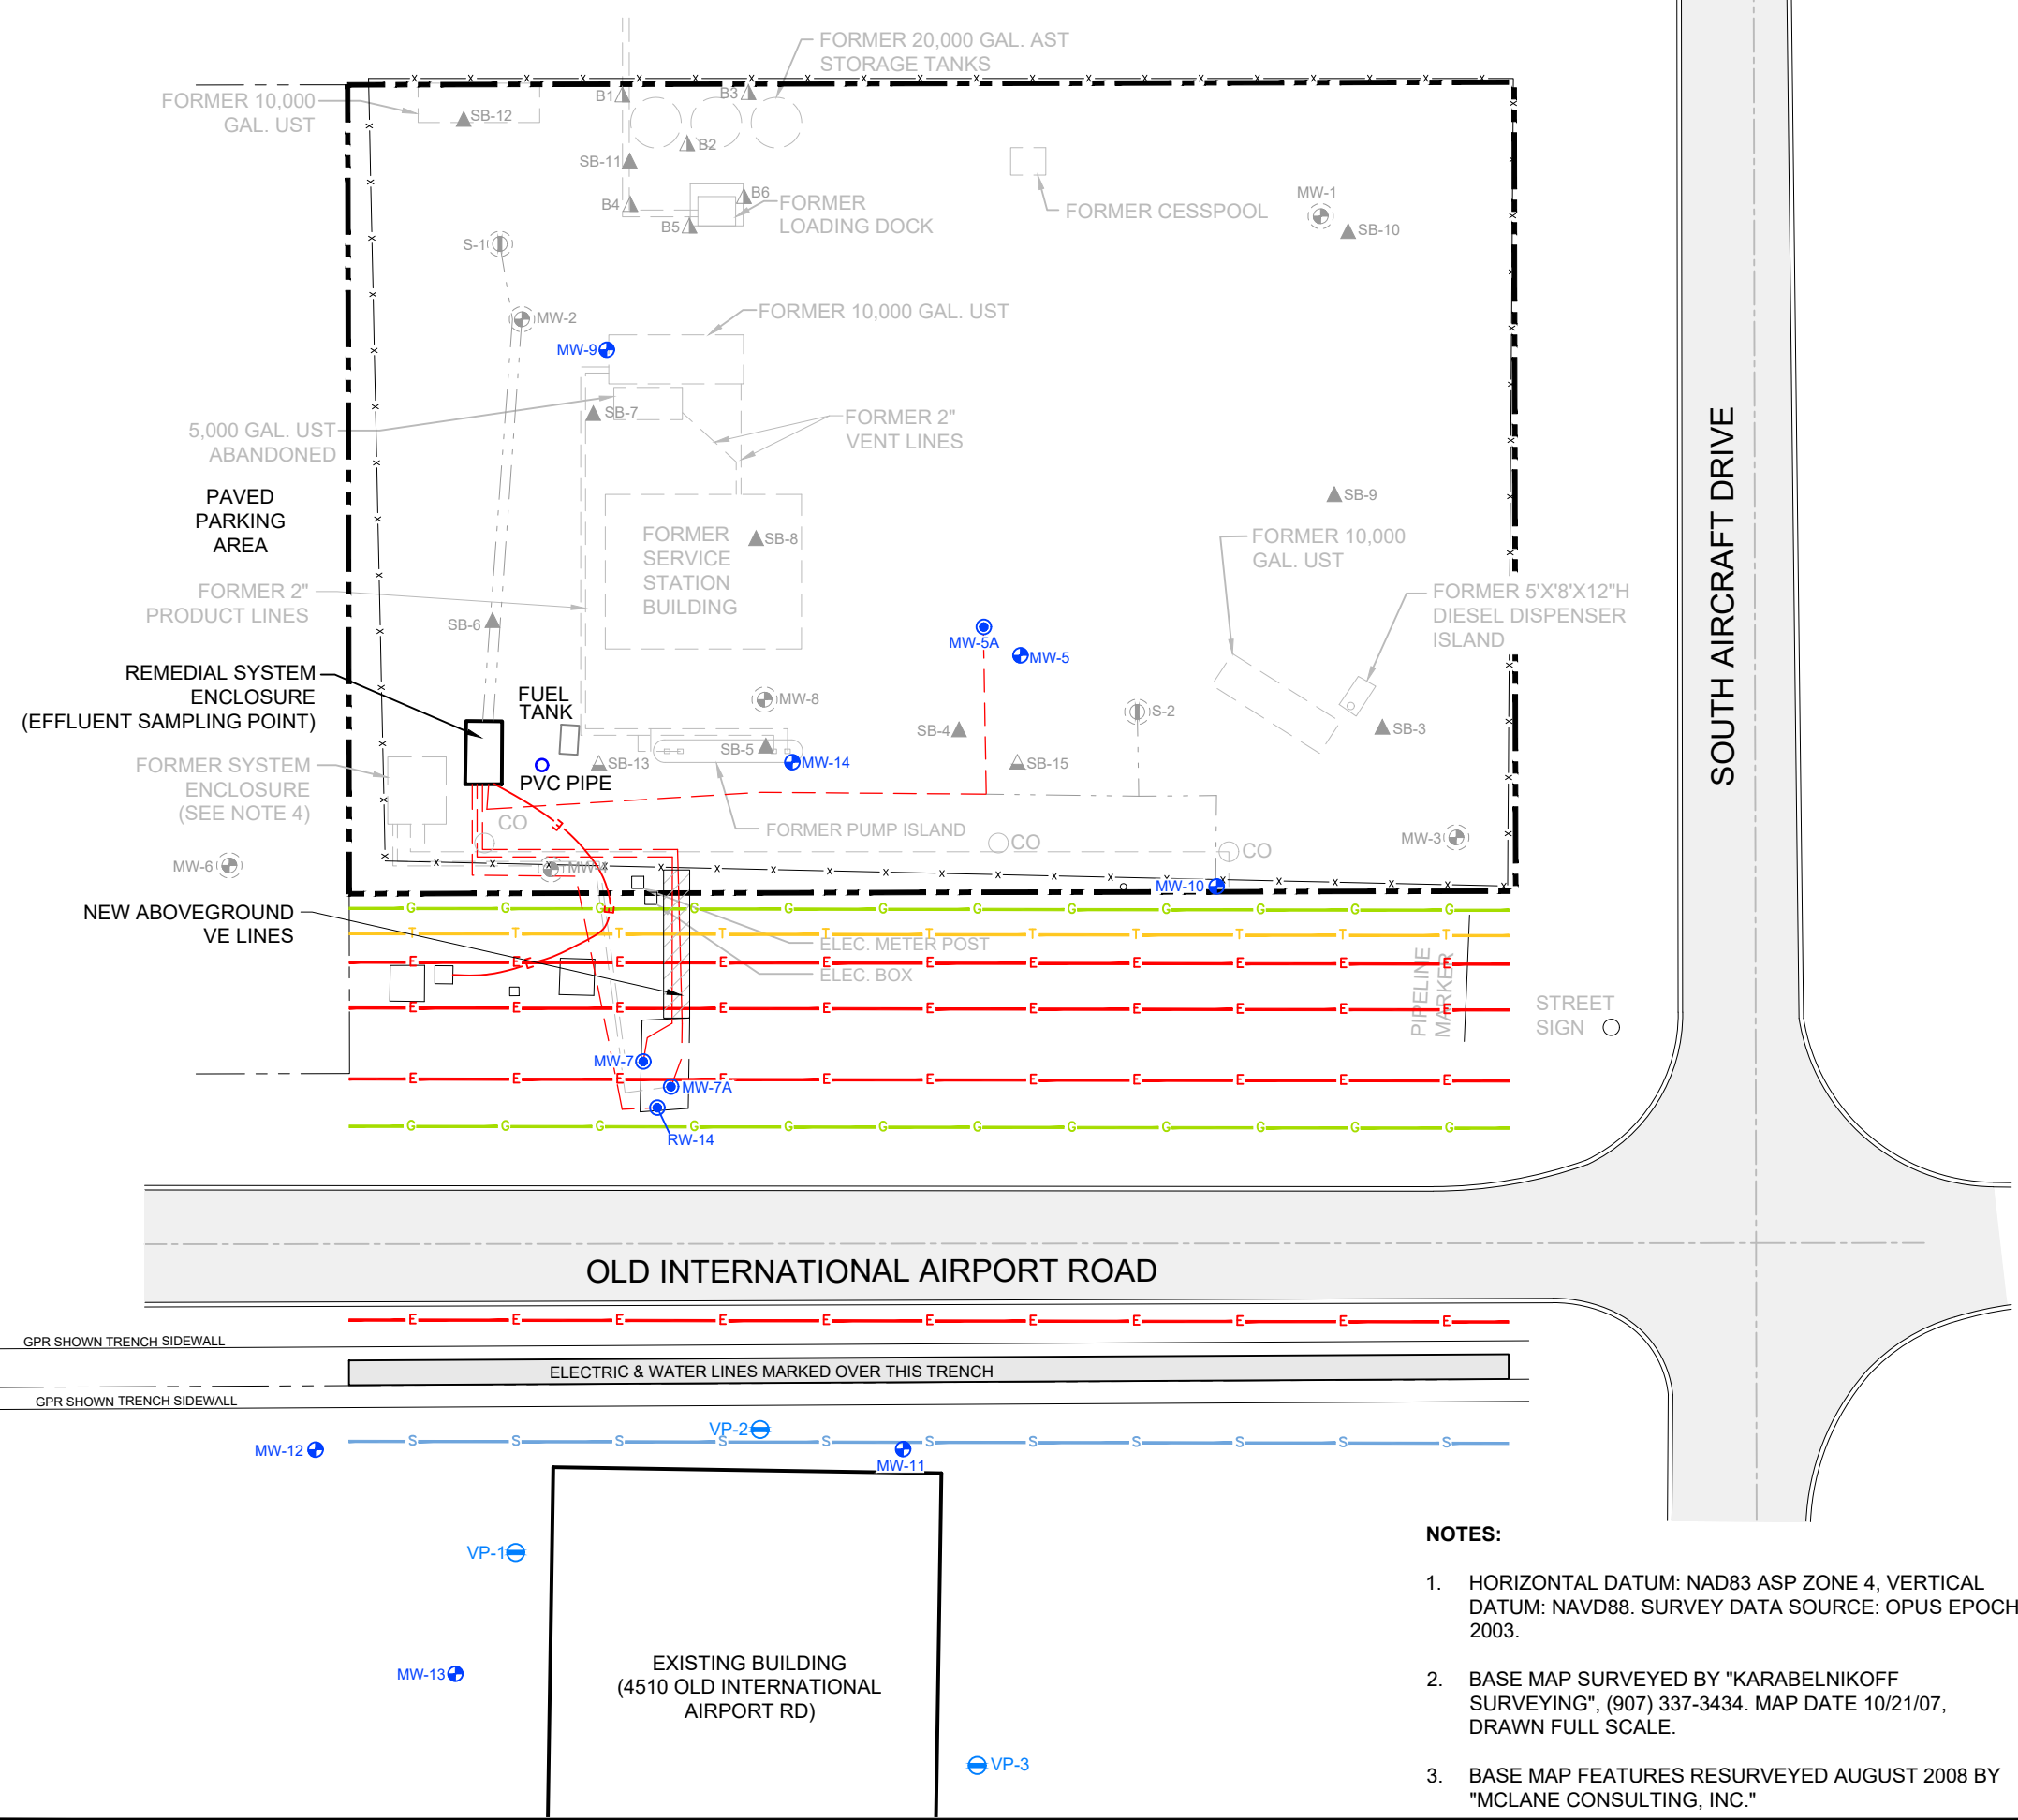 FORMER 20,000 GAL. AST
STORAGE TANKS
FORMER 10,000
GAL. UST
SB-12
B1
B3
B2
SB-11
B4
B6
B5
FORMER
LOADING DOCK
FORMER CESSPOOL
MW-1
SB-10
S-1
MW-2
FORMER 10,000 GAL. UST
MW-9
SB-7
5,000 GAL. UST
ABANDONED
FORMER 2"
VENT LINES
PAVED
PARKING
AREA
SB-9
FORMER
SERVICE
STATION
BUILDING
SB-8
FORMER 10,000
GAL. UST
FORMER 2"
PRODUCT LINES
SB-6
FORMER 5'X'8'X12"H
DIESEL DISPENSER
ISLAND
MW-5A
MW-5
REMEDIAL SYSTEM
ENCLOSURE
(EFFLUENT SAMPLING POINT)
FUEL
TANK
MW-8
S-2
SB-4
SB-3
SB-5
MW-14
SB-13
SB-15
PVC PIPE
FORMER SYSTEM
ENCLOSURE
(SEE NOTE 4)
CO
FORMER PUMP ISLAND
CO
CO
MW-3
MW-6
MW-4
MW-10
NEW ABOVEGROUND
VE LINES
ELEC. METER POST
ELEC. BOX
PIPELINE
MARKER
STREET
SIGN
MW-7
MW-7A
RW-14
SOUTH AIRCRAFT DRIVE
OLD INTERNATIONAL AIRPORT ROAD
G G G G G G G G G G G G
T T T T T T T T T T
E E E E E E E E E E E
E E E E E E E E E E E
E E E E E E E E E E E
G G G G G G G G G G G G
E E E E E E E E E E E
GPR SHOWN TRENCH SIDEWALL
ELECTRIC & WATER LINES MARKED OVER THIS TRENCH
GPR SHOWN TRENCH SIDEWALL
VP-2
S S S S S S S S S S S
MW-12
MW-11
VP-1
MW-13
EXISTING BUILDING
(4510 OLD INTERNATIONAL
AIRPORT RD)
VP-3
NOTES:
1. HORIZONTAL DATUM: NAD83 ASP ZONE 4, VERTICAL
DATUM: NAVD88. SURVEY DATA SOURCE: OPUS EPOCH
2003.
2. BASE MAP SURVEYED BY "KARABELNIKOFF
SURVEYING", (907) 337-3434. MAP DATE 10/21/07,
DRAWN FULL SCALE.
3. BASE MAP FEATURES RESURVEYED AUGUST 2008 BY
"MCLANE CONSULTING, INC."